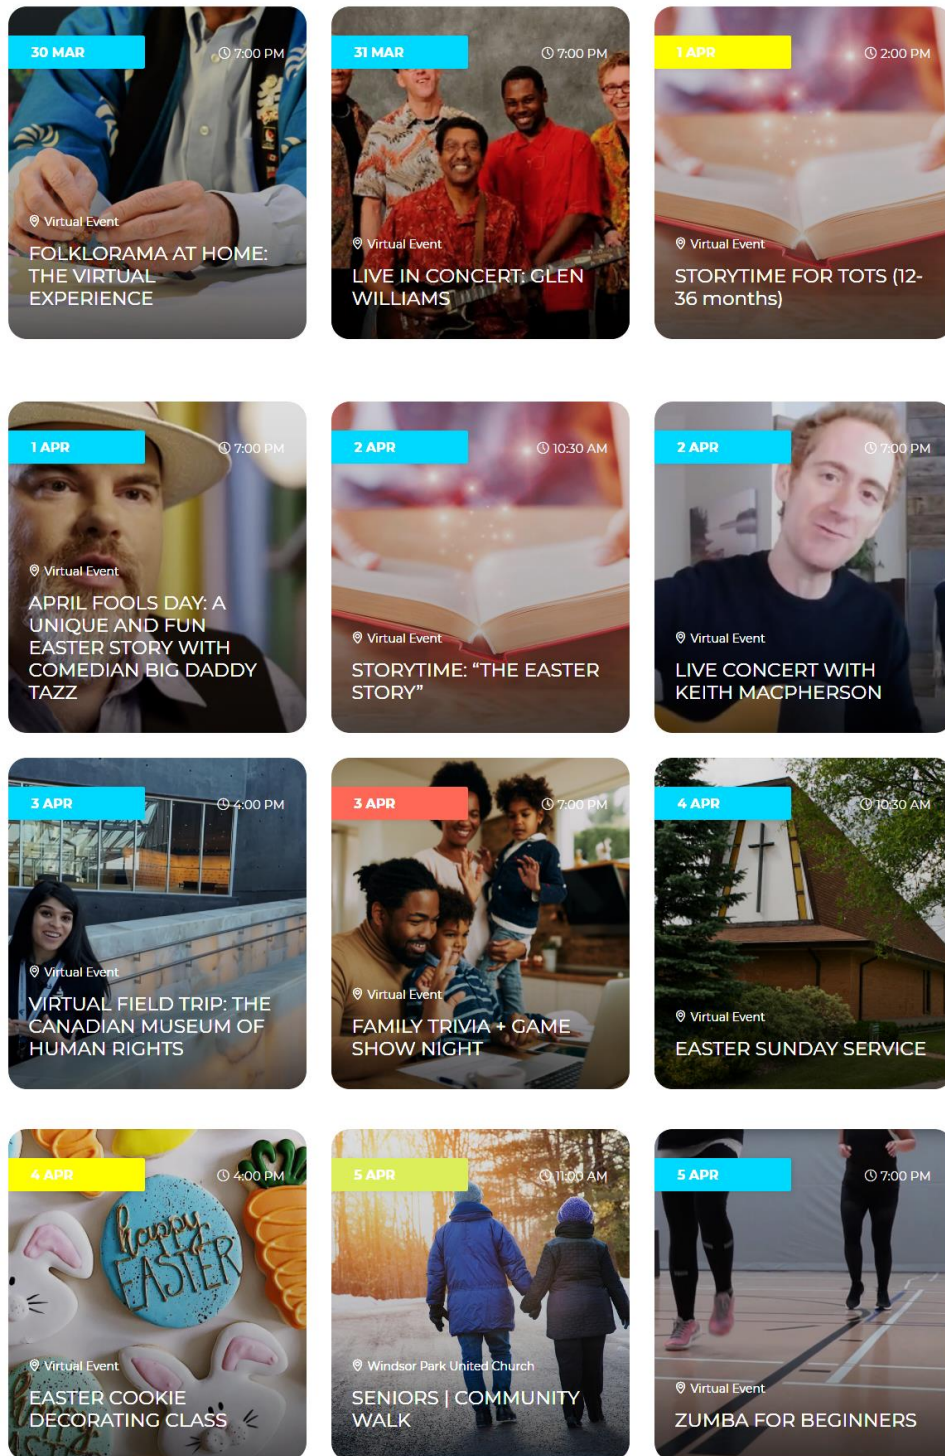 30 MAR
7:00 PM
Virtual Event
FOLKLORAMA AT HOME:
THE VIRTUAL
EXPERIENCE
31 MAR
7:00 PM
Virtual Event
LIVE IN CONCERT: GLEN
WILLIAMS
1 APR
2:00 PM
Virtual Event
STORYTIME FOR TOTS (12-
36 months)
1 APR
7:00 PM
Virtual Event
APRIL FOOLS DAY: A
UNIQUE AND FUN
EASTER STORY WITH
COMEDIAN BIG DADDY
TAZZ
2 APR
10:30 AM
Virtual Event
STORYTIME: “THE EASTER
STORY”
2 APR
7:00 PM
Virtual Event
LIVE CONCERT WITH
KEITH MACPHERSON
3 APR
4:00 PM
Virtual Event
VIRTUAL FIELD TRIP: THE
CANADIAN MUSEUM OF
HUMAN RIGHTS
3 APR
7:00 PM
Virtual Event
FAMILY TRIVIA + GAME
SHOW NIGHT
4 APR
10:30 AM
Virtual Event
EASTER SUNDAY SERVICE
4 APR
4:00 PM
happy
EASTER
Virtual Event
EASTER COOKIE
DECORATING CLASS
5 APR
11:00 AM
Windsor Park United Church
SENIORS | COMMUNITY
WALK
5 APR
7:00 PM
Virtual Event
ZUMBA FOR BEGINNERS